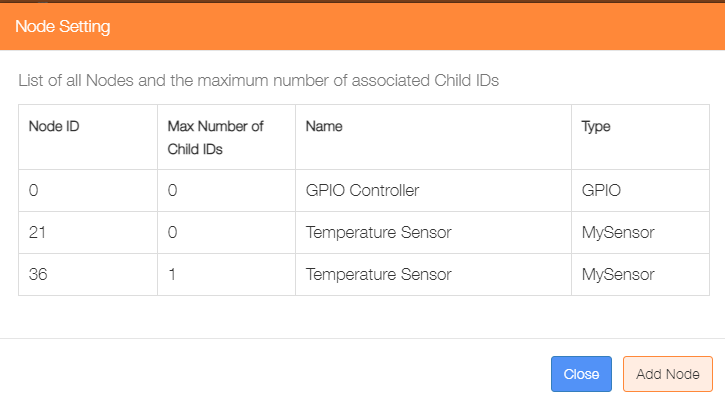 Node Setting
List of all Nodes and the maximum number of associated Child IDs
Node ID Max Number of Child IDs Name Type
0 0 GPIO Controller GPIO
21 0 Temperature Sensor MySensor
36 1 Temperature Sensor MySensor
Close Add Node